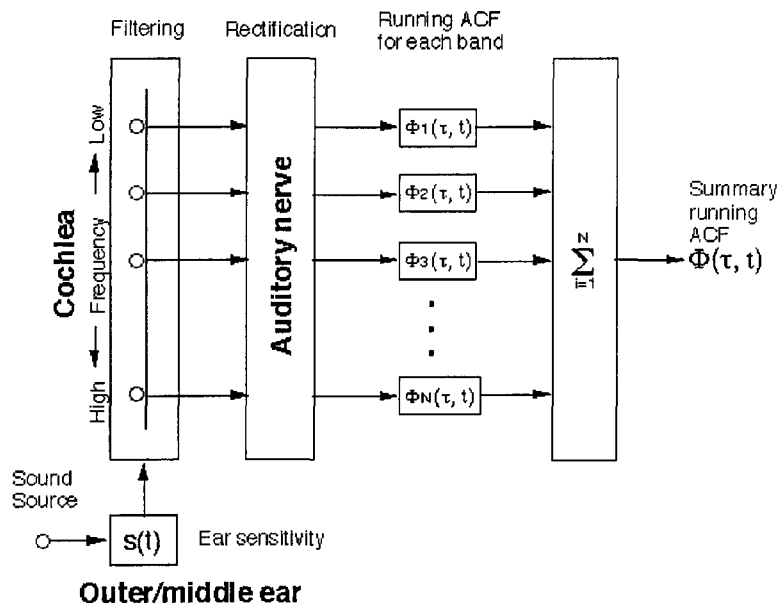 Filtering
Rectification
Running ACF
for each band
Cochlea
High ← Frequency → Low
Auditory nerve
Φ1(τ, t)
Φ2(τ, t)
Φ3(τ, t)
ΦN(τ, t)
N
Σ
i=1
Summary
running
ACF
Φ(τ, t)
Sound
Source
s(t)
Ear sensitivity
Outer/middle ear